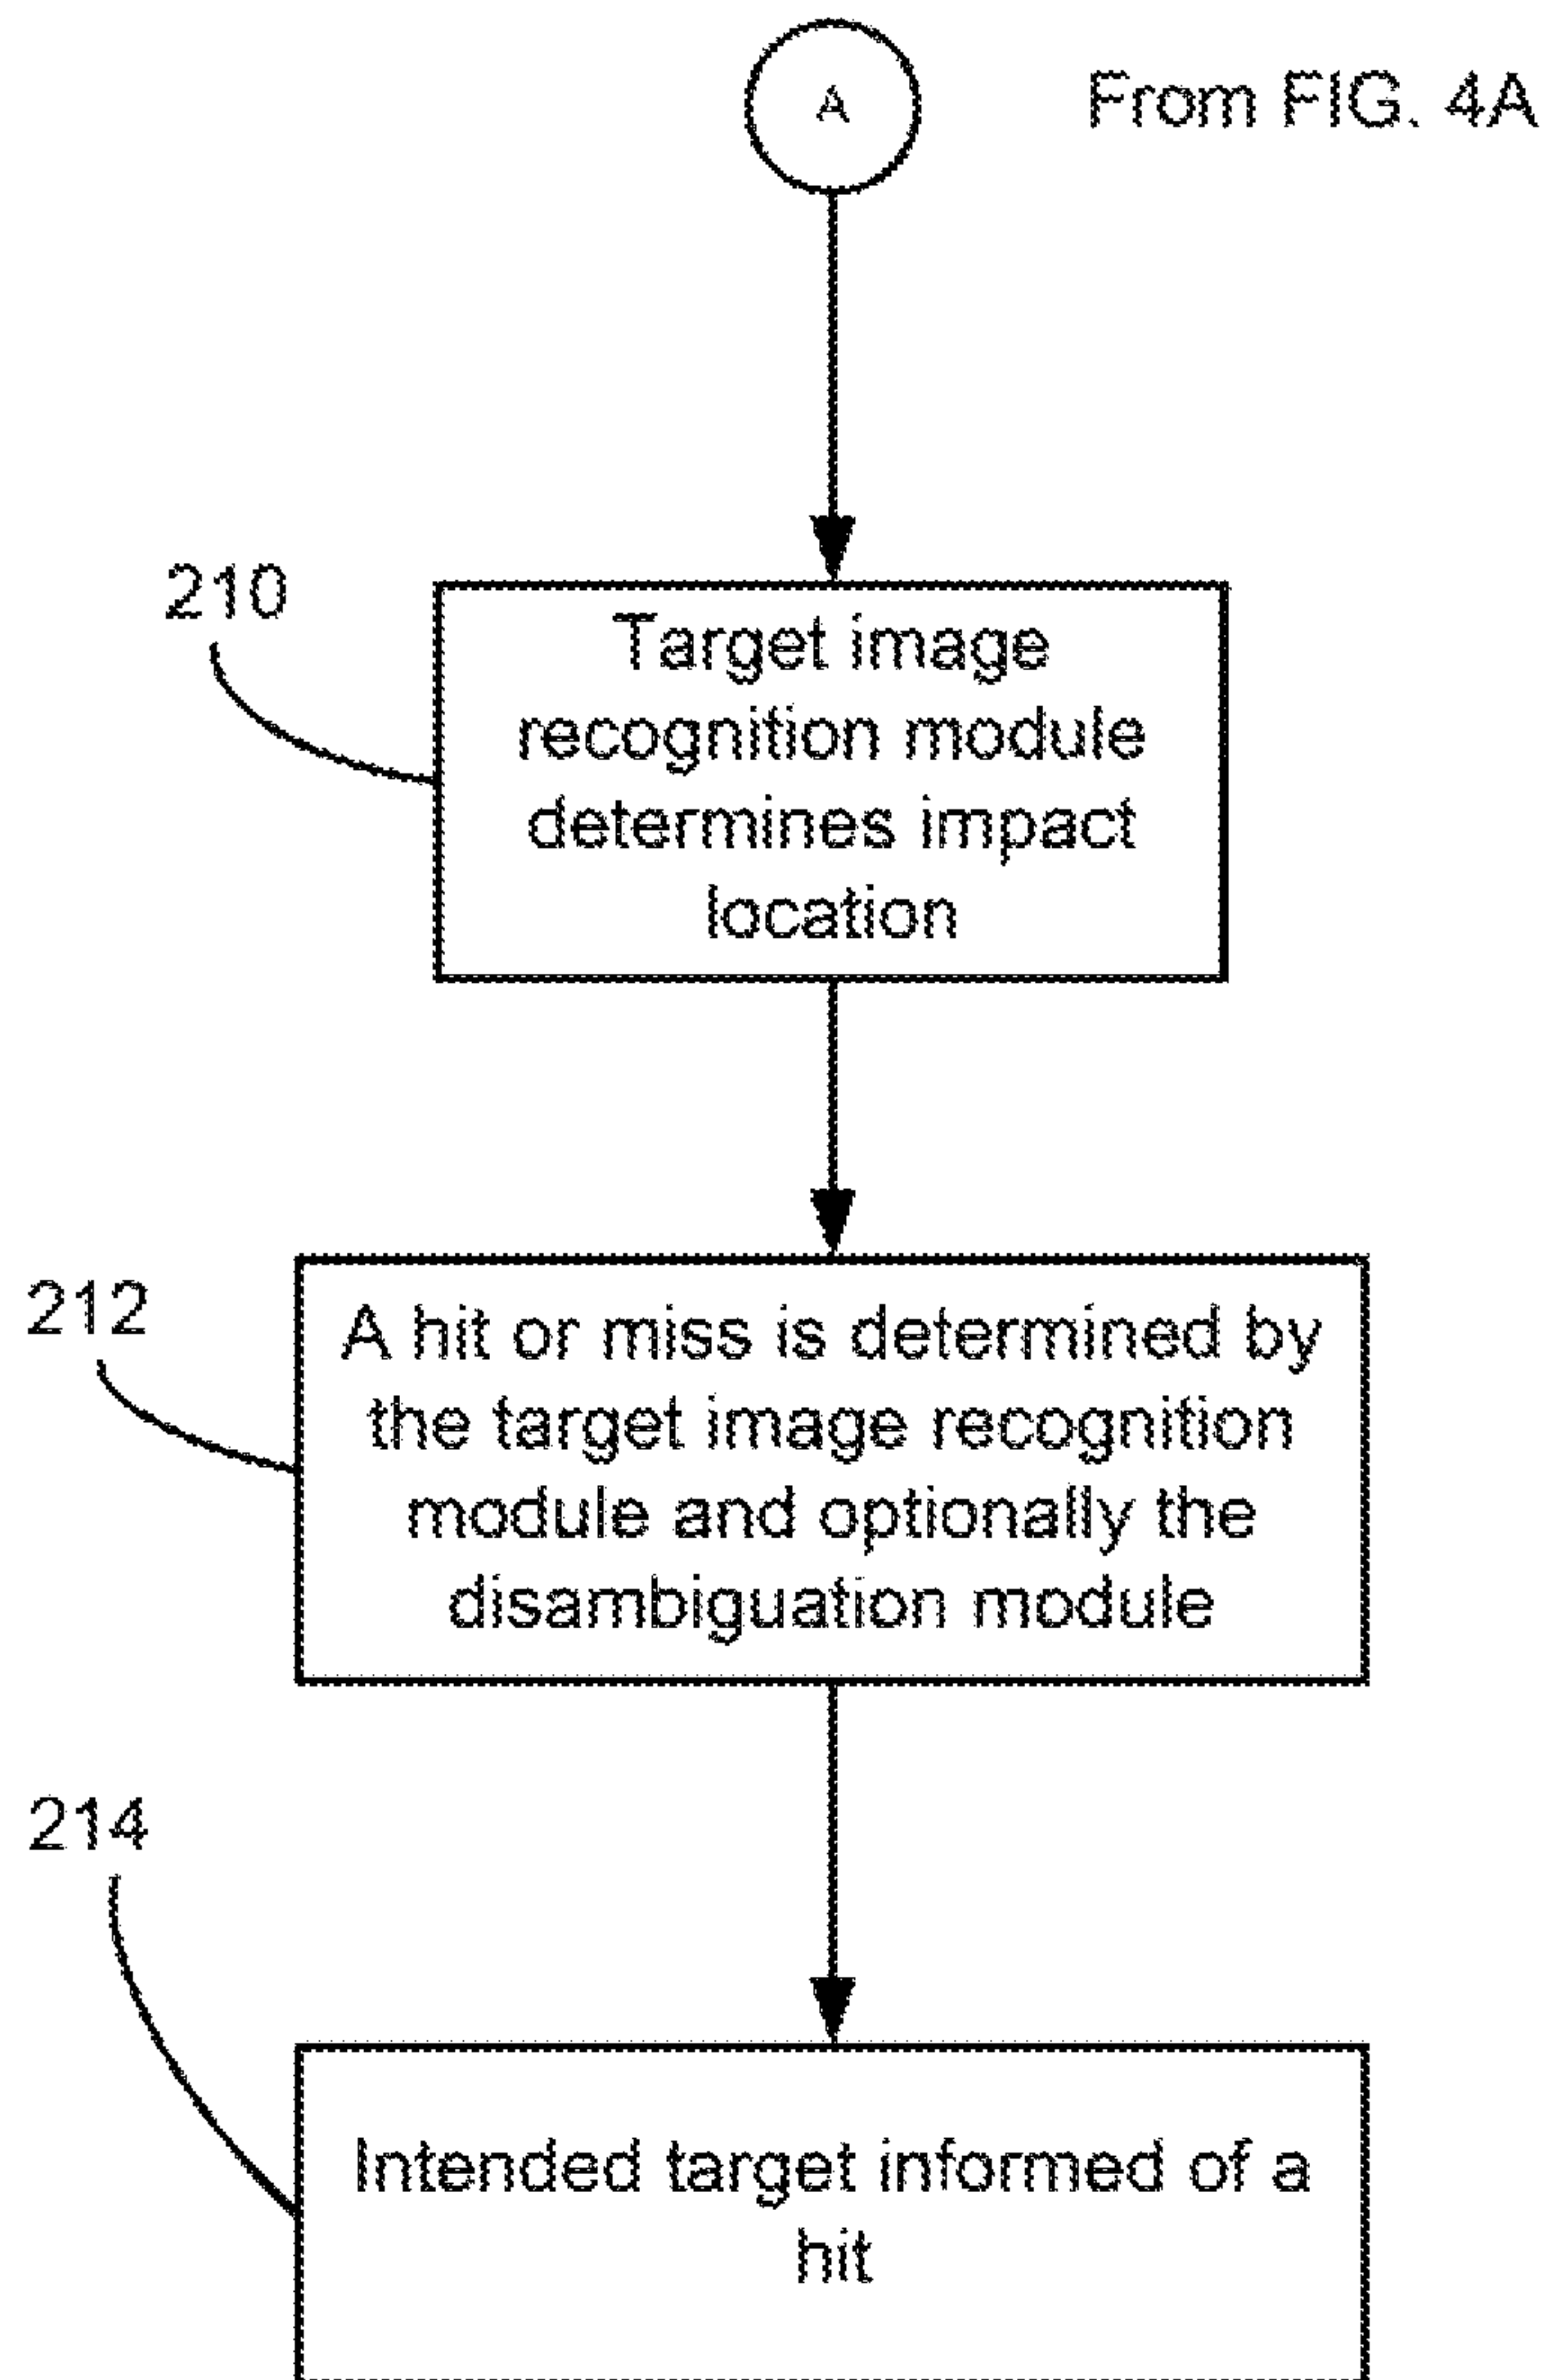 A
From FIG. 4A
210
Target image
recognition module
determines impact
location
212
A hit or miss is determined by
the target image recognition
module and optionally the
disambiguation module
214
Intended target informed of a
hit